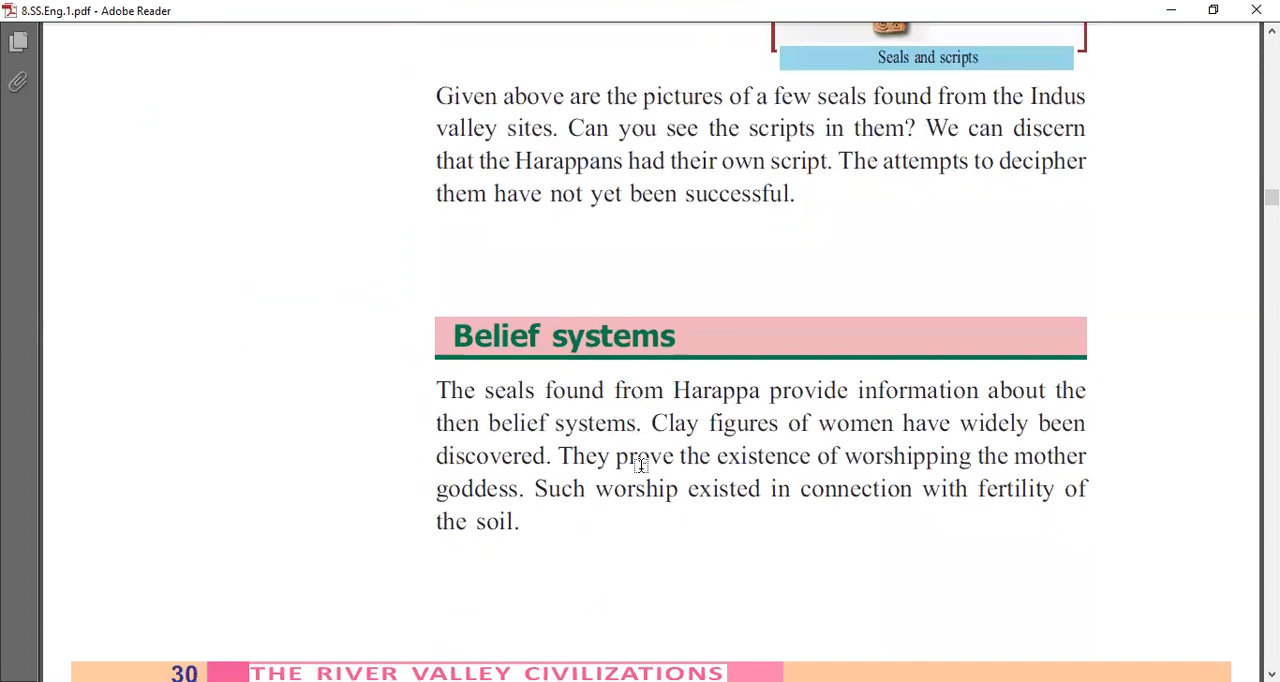 8.SS.Eng.1.pdf - Adobe Reader
Seals and scripts
Given above are the pictures of a few seals found from the Indus
valley sites. Can you see the scripts in them? We can discern
that the Harappans had their own script. The attempts to decipher
them have not yet been successful.
Belief systems
The seals found from Harappa provide information about the
then belief systems. Clay figures of women have widely been
discovered. They prove the existence of worshipping the mother
goddess. Such worship existed in connection with fertility of
the soil.
30 THE RIVER VALLEY CIVILIZATIONS